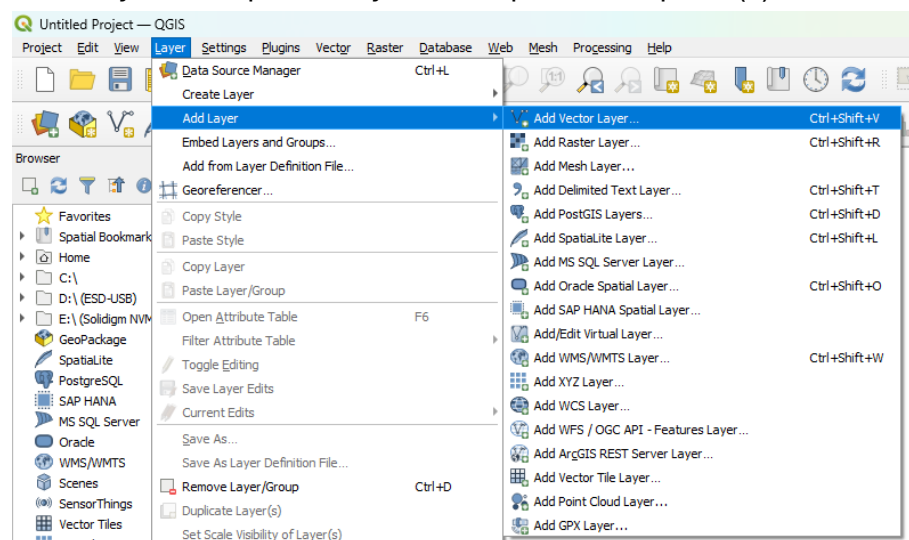 Untitled Project — QGIS
Project Edit View Layer Settings Plugins Vector Raster Database Web Mesh Processing Help
Data Source Manager Ctrl+L
Create Layer
Add Layer
Embed Layers and Groups...
Add from Layer Definition File...
Georeferencer...
Copy Style
Paste Style
Copy Layer
Paste Layer/Group
Open Attribute Table F6
Filter Attribute Table
Toggle Editing
Save Layer Edits
Current Edits
Save As...
Save As Layer Definition File...
Remove Layer/Group Ctrl+D
Duplicate Layer(s)
Set Scale Visibility of Layer(s)
Add Vector Layer... Ctrl+Shift+V
Add Raster Layer... Ctrl+Shift+R
Add Mesh Layer...
Add Delimited Text Layer... Ctrl+Shift+T
Add PostGIS Layers... Ctrl+Shift+D
Add SpatiaLite Layer... Ctrl+Shift+L
Add MS SQL Server Layer...
Add Oracle Spatial Layer... Ctrl+Shift+O
Add SAP HANA Spatial Layer...
Add/Edit Virtual Layer...
Add WMS/WMTS Layer... Ctrl+Shift+W
Add XYZ Layer...
Add WCS Layer...
Add WFS / OGC API - Features Layer...
Add ArcGIS REST Server Layer...
Add Vector Tile Layer...
Add Point Cloud Layer...
Add GPX Layer...
Browser
Favorites
Spatial Bookmark
Home
C:\
D:\ (ESD-USB)
E:\ (Solidigm NVM
GeoPackage
SpatiaLite
PostgreSQL
SAP HANA
MS SQL Server
Oracle
WMS/WMTS
Scenes
SensorThings
Vector Tiles